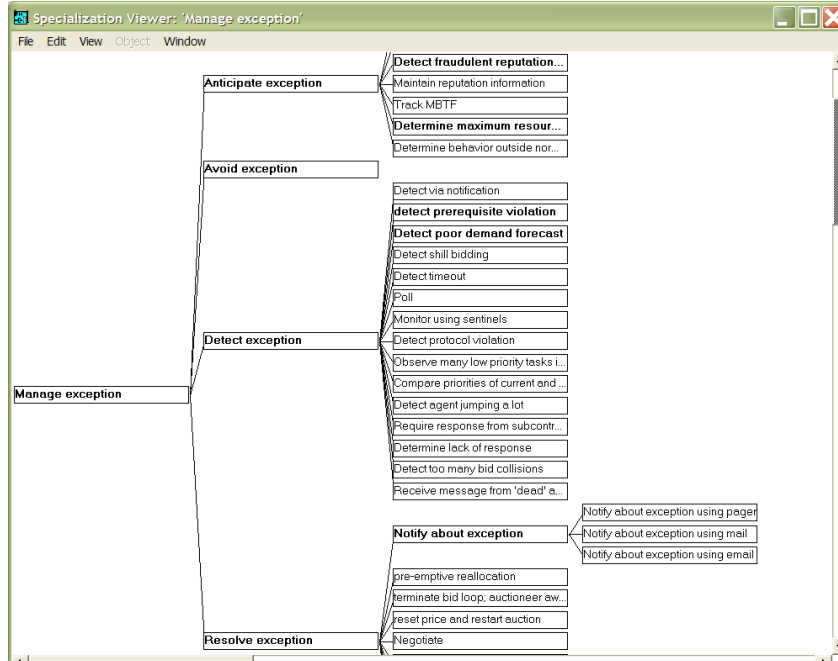 Specialization Viewer: 'Manage exception'
File Edit View Object Window
Detect fraudulent reputation...
Anticipate exception
Maintain reputation information
Track MBTF
Determine maximum resour...
Determine behavior outside nor...
Avoid exception
Detect via notification
detect prerequisite violation
Detect poor demand forecast
Detect shill bidding
Detect timeout
Poll
Monitor using sentinels
Detect exception
Detect protocol violation
Observe many low priority tasks i...
Compare priorities of current and ...
Manage exception
Detect agent jumping a lot
Require response from subcontr...
Determine lack of response
Detect too many bid collisions
Receive message from 'dead' a...
Notify about exception using pager
Notify about exception
Notify about exception using mail
Notify about exception using email
pre-emptive reallocation
terminate bid loop; auctioneer aw...
reset price and restart auction
Resolve exception
Negotiate